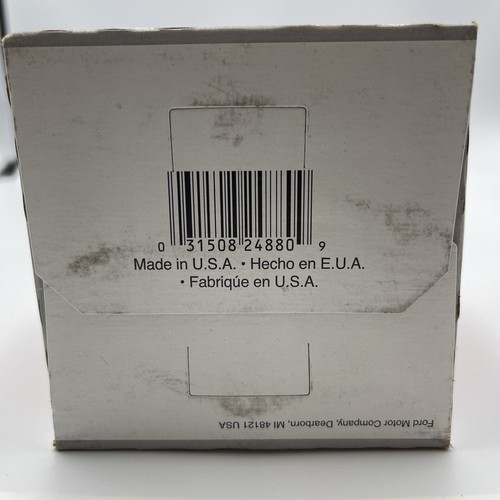 0 31508 24880 9
Made in U.S.A. • Hecho en E.U.A.
• Fabriqúe en U.S.A.
Ford Motor Company, Dearborn, MI 48121 USA